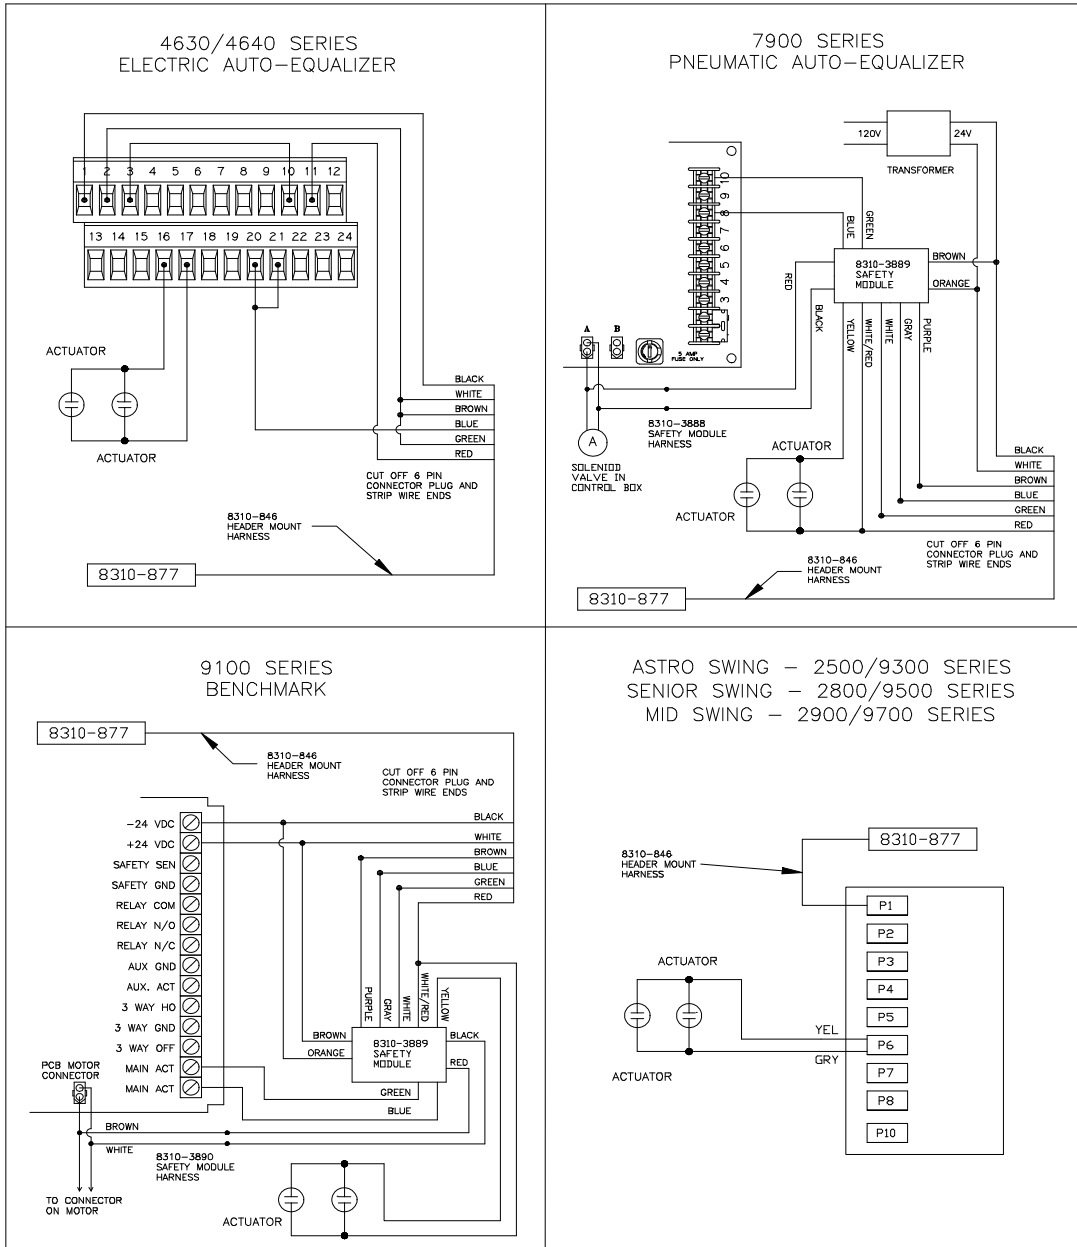 4630/4640 SERIES
ELECTRIC AUTO-EQUALIZER
1 2 3 4 5 6 7 8 9 10 11 12
13 14 15 16 17 18 19 20 21 22 23 24
ACTUATOR
ACTUATOR
BLACK
WHITE
BROWN
BLUE
GREEN
RED
CUT OFF 6 PIN
CONNECTOR PLUG AND
STRIP WIRE ENDS
8310-846
HEADER MOUNT
HARNESS
8310-877
7900 SERIES
PNEUMATIC AUTO-EQUALIZER
120V
24V
TRANSFORMER
10
9
8
7
6
5
4
3
BLUE
GREEN
RED
BLACK
8310-3889
SAFETY
MODULE
BROWN
ORANGE
YELLOW
WHITE/RED
WHITE
GRAY
PURPLE
A
B
5 AMP
FUSE ONLY
8310-3888
SAFETY MODULE
HARNESS
A
SOLENIOD
VALVE IN
CONTROL BOX
ACTUATOR
ACTUATOR
BLACK
WHITE
BROWN
BLUE
GREEN
RED
CUT OFF 6 PIN
CONNECTOR PLUG AND
STRIP WIRE ENDS
8310-846
HEADER MOUNT
HARNESS
8310-877
9100 SERIES
BENCHMARK
8310-877
8310-846
HEADER MOUNT
HARNESS
CUT OFF 6 PIN
CONNECTOR PLUG AND
STRIP WIRE ENDS
BLACK
WHITE
BROWN
BLUE
GREEN
RED
-24 VDC
+24 VDC
SAFETY SEN
SAFETY GND
RELAY COM
RELAY N/O
RELAY N/C
AUX GND
AUX. ACT
3 WAY HO
3 WAY GND
3 WAY OFF
MAIN ACT
MAIN ACT
PURPLE
GRAY
WHITE
WHITE/RED
YELLOW
BROWN
ORANGE
8310-3889
SAFETY
MODULE
BLACK
RED
GREEN
BLUE
PCB MOTOR
CONNECTOR
BROWN
WHITE
8310-3890
SAFETY MODULE
HARNESS
TO CONNECTOR
ON MOTOR
ACTUATOR
ASTRO SWING - 2500/9300 SERIES
SENIOR SWING - 2800/9500 SERIES
MID SWING - 2900/9700 SERIES
8310-877
8310-846
HEADER MOUNT
HARNESS
P1
P2
P3
P4
P5
P6
P7
P8
P10
ACTUATOR
ACTUATOR
YEL
GRY